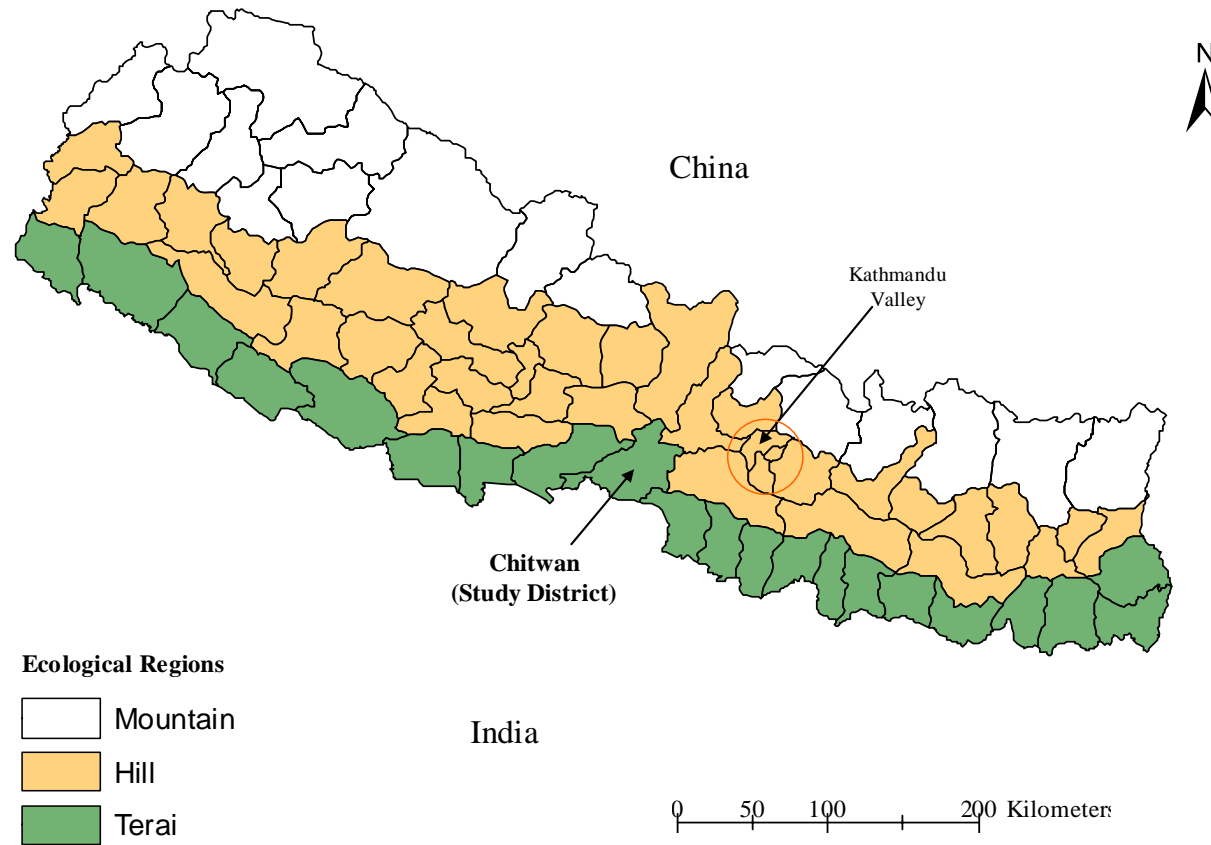 N
China
Kathmandu
Valley
Chitwan
(Study District)
Ecological Regions
Mountain
Hill
Terai
India
0 50 100 200 Kilometers